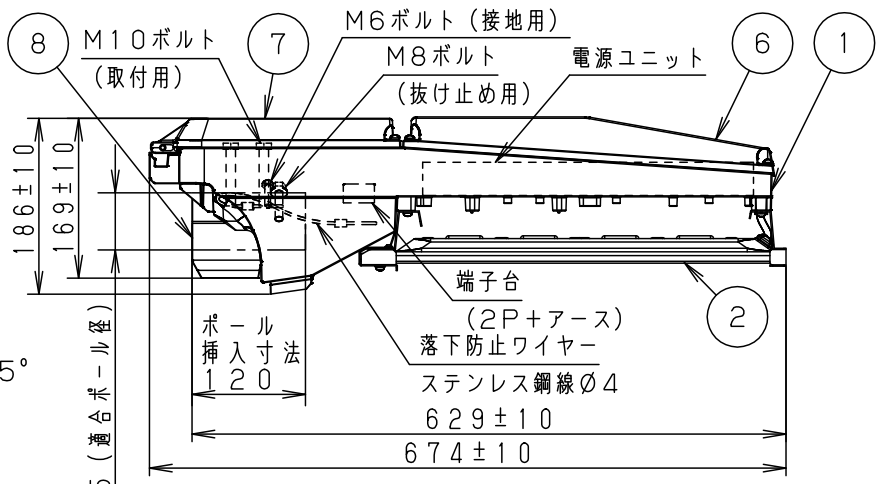 8
M10ボルト
(取付用)
7
M6ボルト (接地用)
M8ボルト
(抜け止め用)
電源ユニット
6
1
186±10
169±10
5°
(適合ポール径)
ポール
挿入寸法
120
端子台
(2P+アース)
2
落下防止ワイヤー
ステンレス鋼線Ø4
629±10
674±10